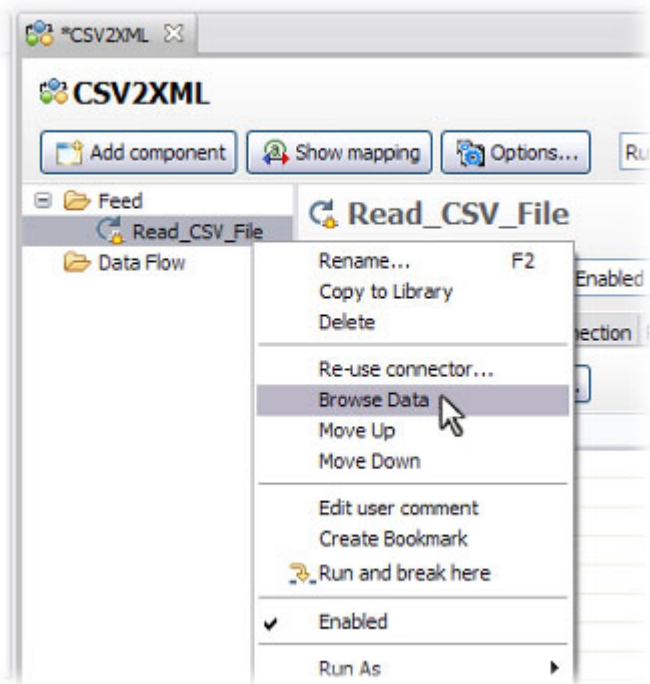 *CSV2XML
CSV2XML
Add component Show mapping Options... Ru
Feed
Read_CSV_File
Data Flow
Read_CSV_File
Enabled
ection
Rename... F2
Copy to Library
Delete
Re-use connector...
Browse Data
Move Up
Move Down
Edit user comment
Create Bookmark
Run and break here
Enabled
Run As